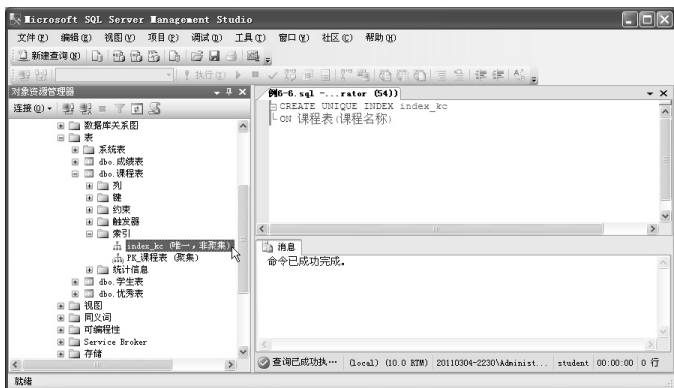 Microsoft SQL Server Management Studio
文件(F) 编辑(E) 视图(V) 项目(P) 调试(D) 工具(T) 窗口(W) 社区(C) 帮助(H)
新建查询(N)
执行(X)
对象资源管理器
连接(O)
数据库关系图
表
系统表
dbo.成绩表
dbo.课程表
列
键
约束
触发器
索引
index_kc (唯一,非聚集)
PK_课程表 (聚集)
统计信息
dbo.学生表
dbo.优秀表
视图
同义词
可编程性
Service Broker
存储
例6-6.sql -...rator (54))
CREATE UNIQUE INDEX index_kc
ON 课程表(课程名称)
消息
命令已成功完成。
查询已成功执… (local) (10.0 RTM) 20110304-2230\Administ... student 00:00:00 0 行
就绪